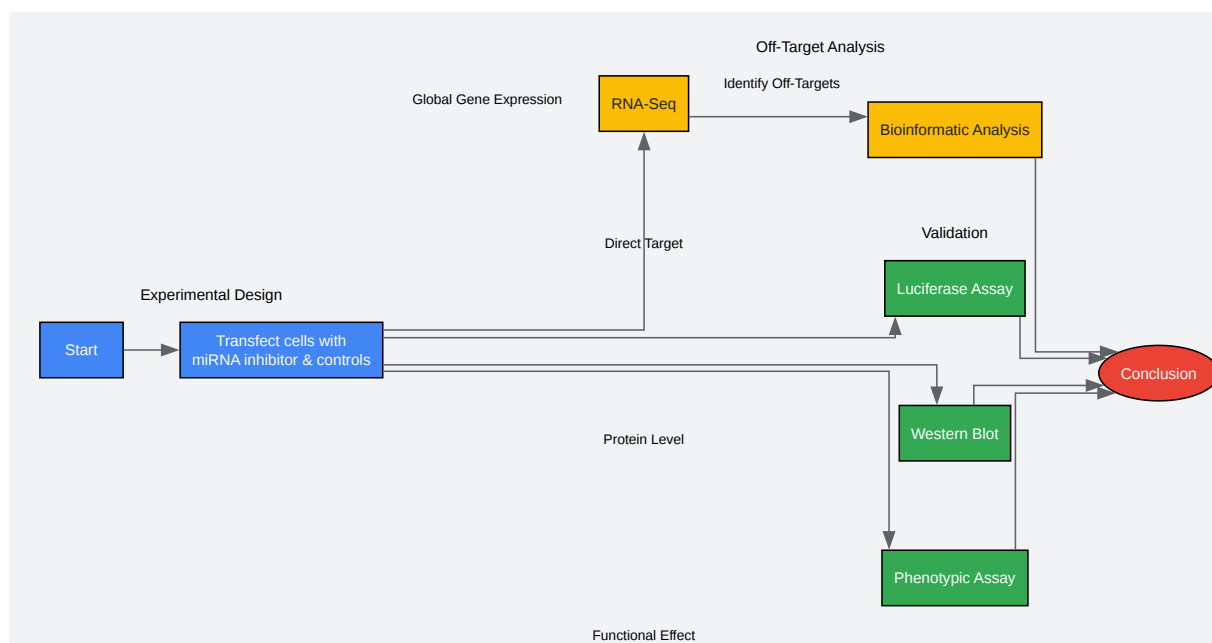 Off-Target Analysis
Global Gene Expression
RNA-Seq
Identify Off-Targets
Bioinformatic Analysis
Direct Target
Validation
Luciferase Assay
Experimental Design
Start
Transfect cells with
miRNA inhibitor & controls
Conclusion
Protein Level
Western Blot
Phenotypic Assay
Functional Effect